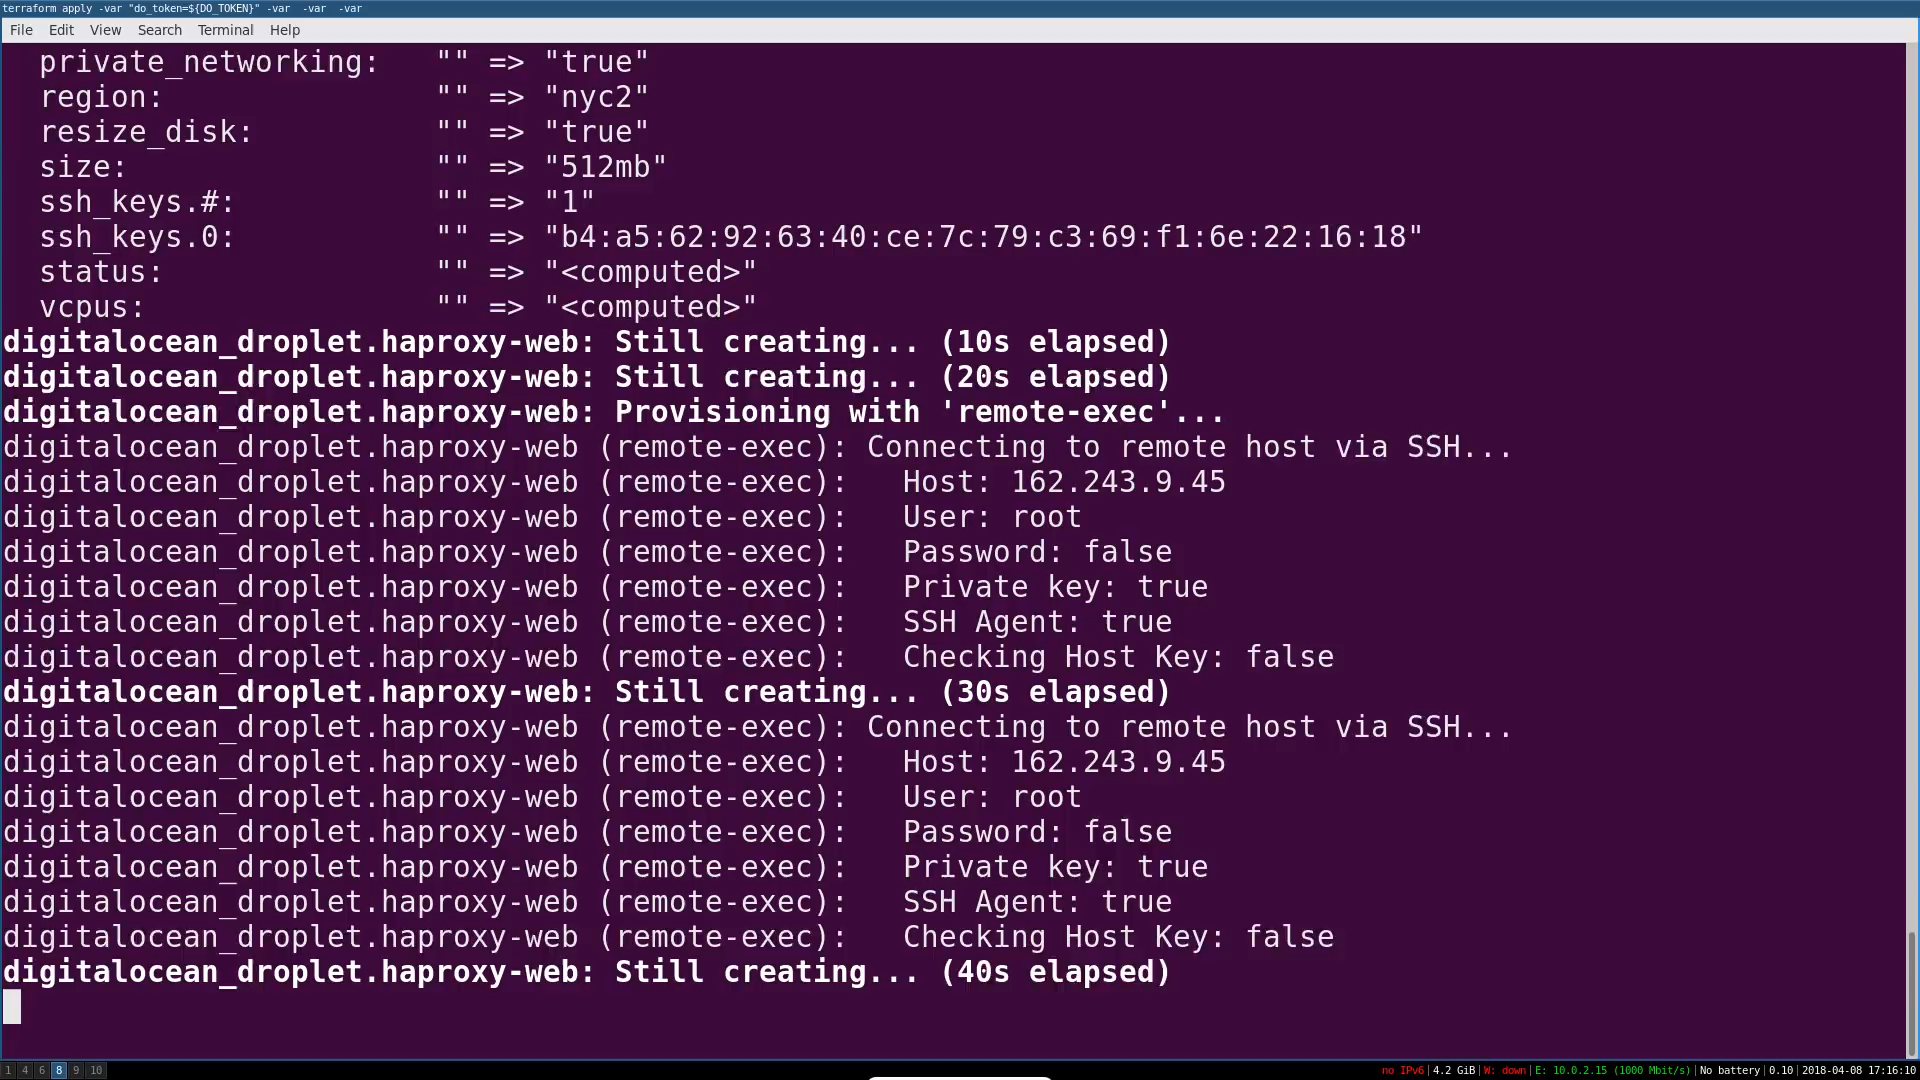 terraform apply -var "do_token=${DO_TOKEN}" -var  -var  -var
File Edit View Search Terminal Help
private_networking:   "" => "true"
region:               "" => "nyc2"
resize_disk:          "" => "true"
size:                 "" => "512mb"
ssh_keys.#:           "" => "1"
ssh_keys.0:           "" => "b4:a5:62:92:63:40:ce:7c:79:c3:69:f1:6e:22:16:18"
status:               "" => "<computed>"
vcpus:                "" => "<computed>"
digitalocean_droplet.haproxy-web: Still creating... (10s elapsed)
digitalocean_droplet.haproxy-web: Still creating... (20s elapsed)
digitalocean_droplet.haproxy-web: Provisioning with 'remote-exec'...
digitalocean_droplet.haproxy-web (remote-exec): Connecting to remote host via SSH...
digitalocean_droplet.haproxy-web (remote-exec):   Host: 162.243.9.45
digitalocean_droplet.haproxy-web (remote-exec):   User: root
digitalocean_droplet.haproxy-web (remote-exec):   Password: false
digitalocean_droplet.haproxy-web (remote-exec):   Private key: true
digitalocean_droplet.haproxy-web (remote-exec):   SSH Agent: true
digitalocean_droplet.haproxy-web (remote-exec):   Checking Host Key: false
digitalocean_droplet.haproxy-web: Still creating... (30s elapsed)
digitalocean_droplet.haproxy-web (remote-exec): Connecting to remote host via SSH...
digitalocean_droplet.haproxy-web (remote-exec):   Host: 162.243.9.45
digitalocean_droplet.haproxy-web (remote-exec):   User: root
digitalocean_droplet.haproxy-web (remote-exec):   Password: false
digitalocean_droplet.haproxy-web (remote-exec):   Private key: true
digitalocean_droplet.haproxy-web (remote-exec):   SSH Agent: true
digitalocean_droplet.haproxy-web (remote-exec):   Checking Host Key: false
digitalocean_droplet.haproxy-web: Still creating... (40s elapsed)
1 4 6 8 9 10 no IPv6|4.2 GiB|W: down|E: 10.0.2.15 (1000 Mbit/s)|No battery|0.10|2018-04-08 17:16:10